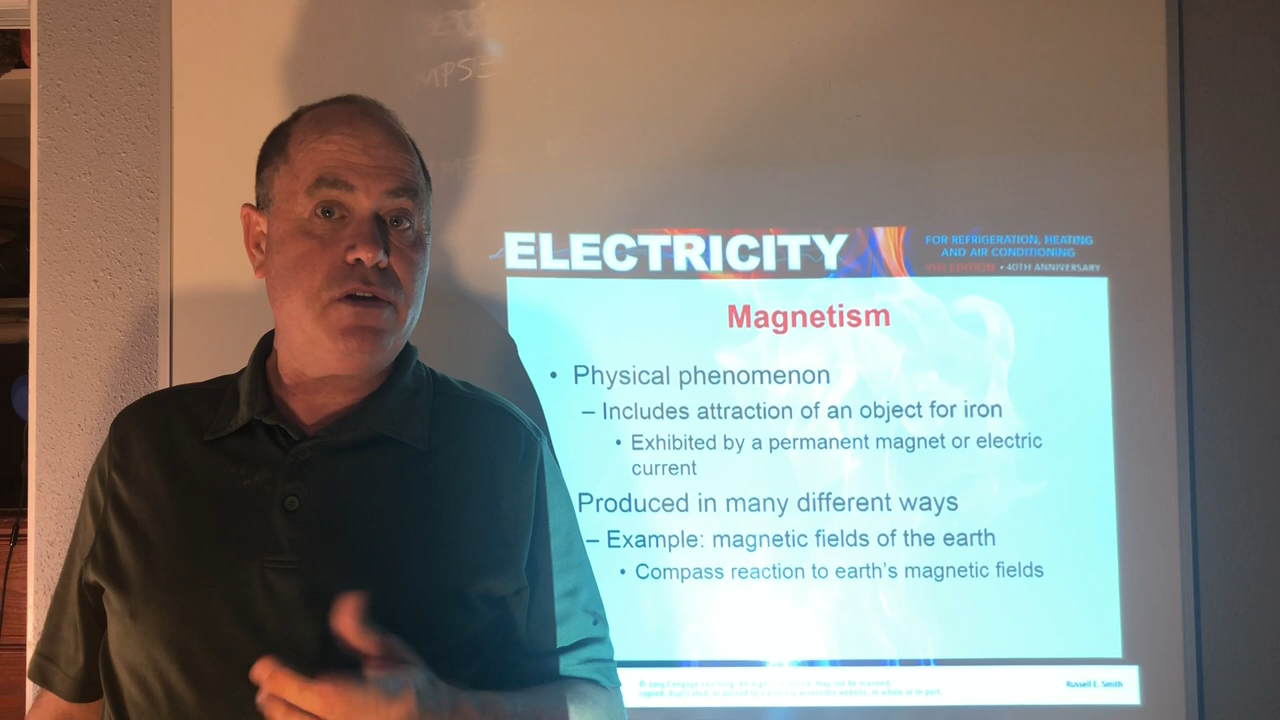 ELECTRICITY
FOR REFRIGERATION, HEATING
AND AIR CONDITIONING
EDITION • 40TH ANNIVERSARY
Magnetism
• Physical phenomenon
– Includes attraction of an object for iron
• Exhibited by a permanent magnet or electric
current
Produced in many different ways
– Example: magnetic fields of the earth
• Compass reaction to earth's magnetic fields
Russell E. Smith